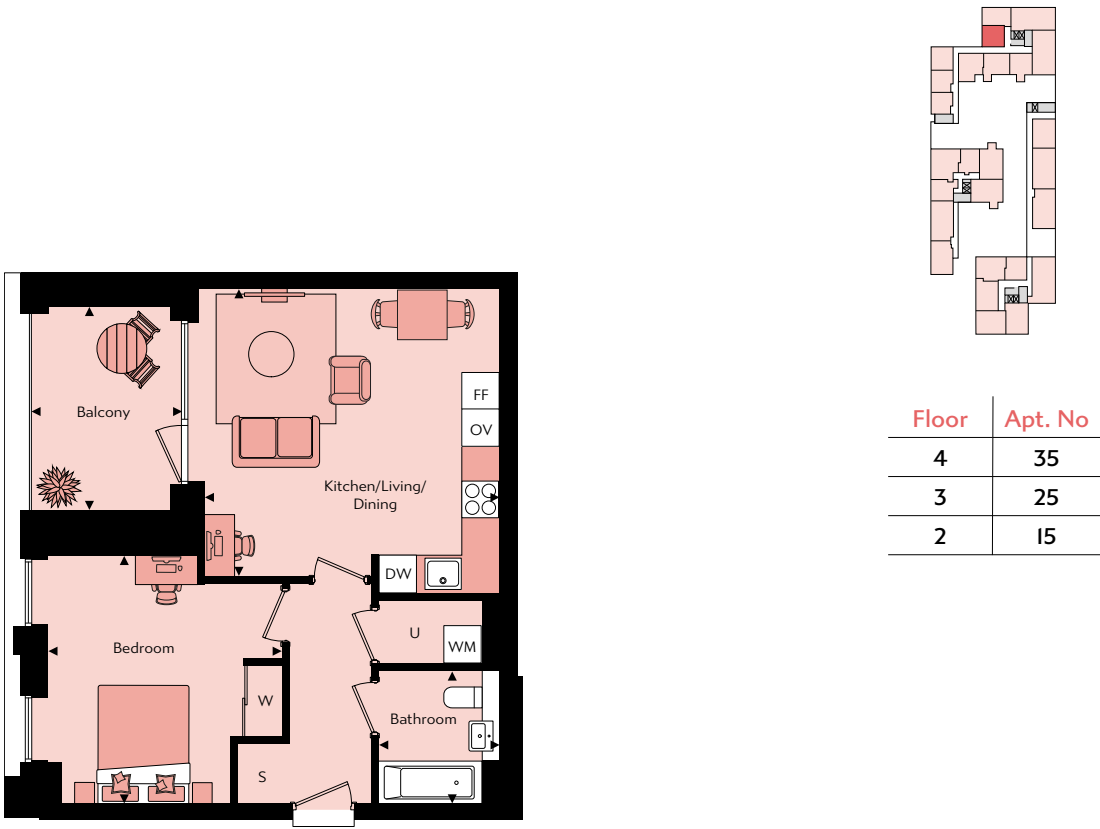 Balcony
Kitchen/Living/
Dining
FF
OV
DW
U
WM
Bedroom
W
Bathroom
S
Floor Apt. No
4 35
3 25
2 15